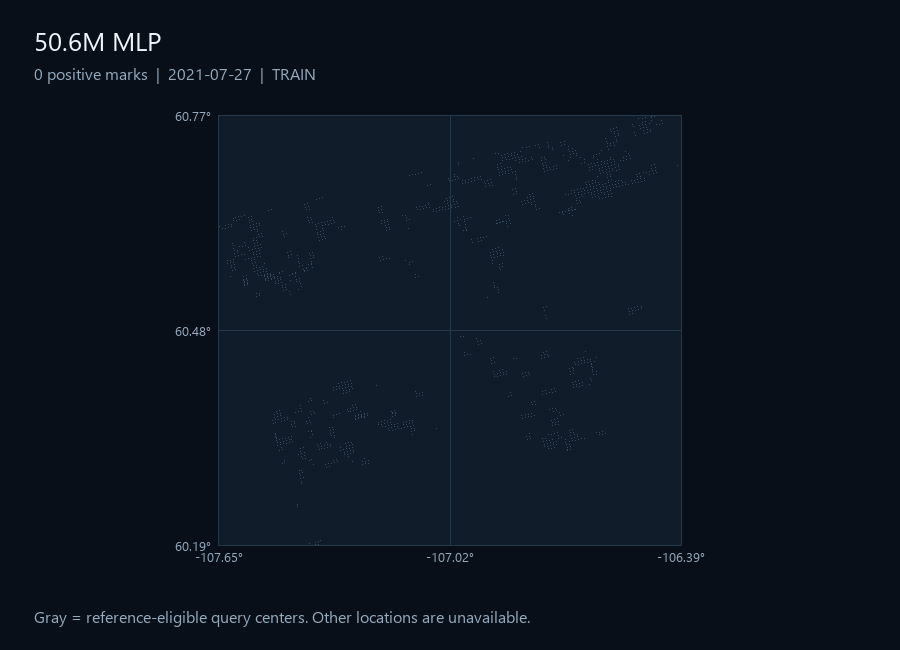 50.6M MLP
0 positive marks | 2021-07-27 | TRAIN
60.77°
60.48°
60.19°
-107.65°
-107.02°
-106.39°
Gray = reference-eligible query centers. Other locations are unavailable.